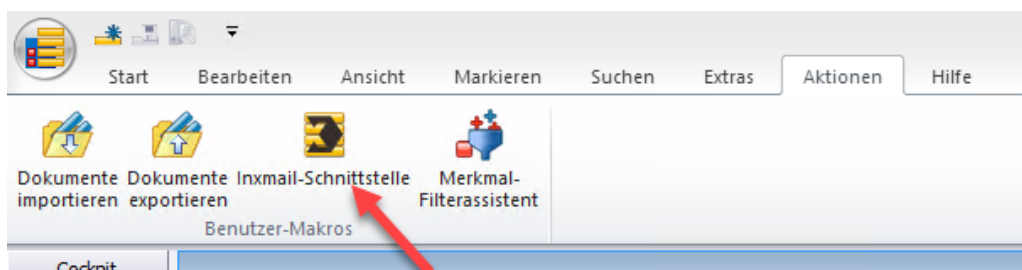 Start Bearbeiten Ansicht Markieren Suchen Extras Aktionen Hilfe
Dokumente Dokumente Inxmail-Schnittstelle Merkmal-
importieren exportieren Filterassistent
Benutzer-Makros
Cockpit